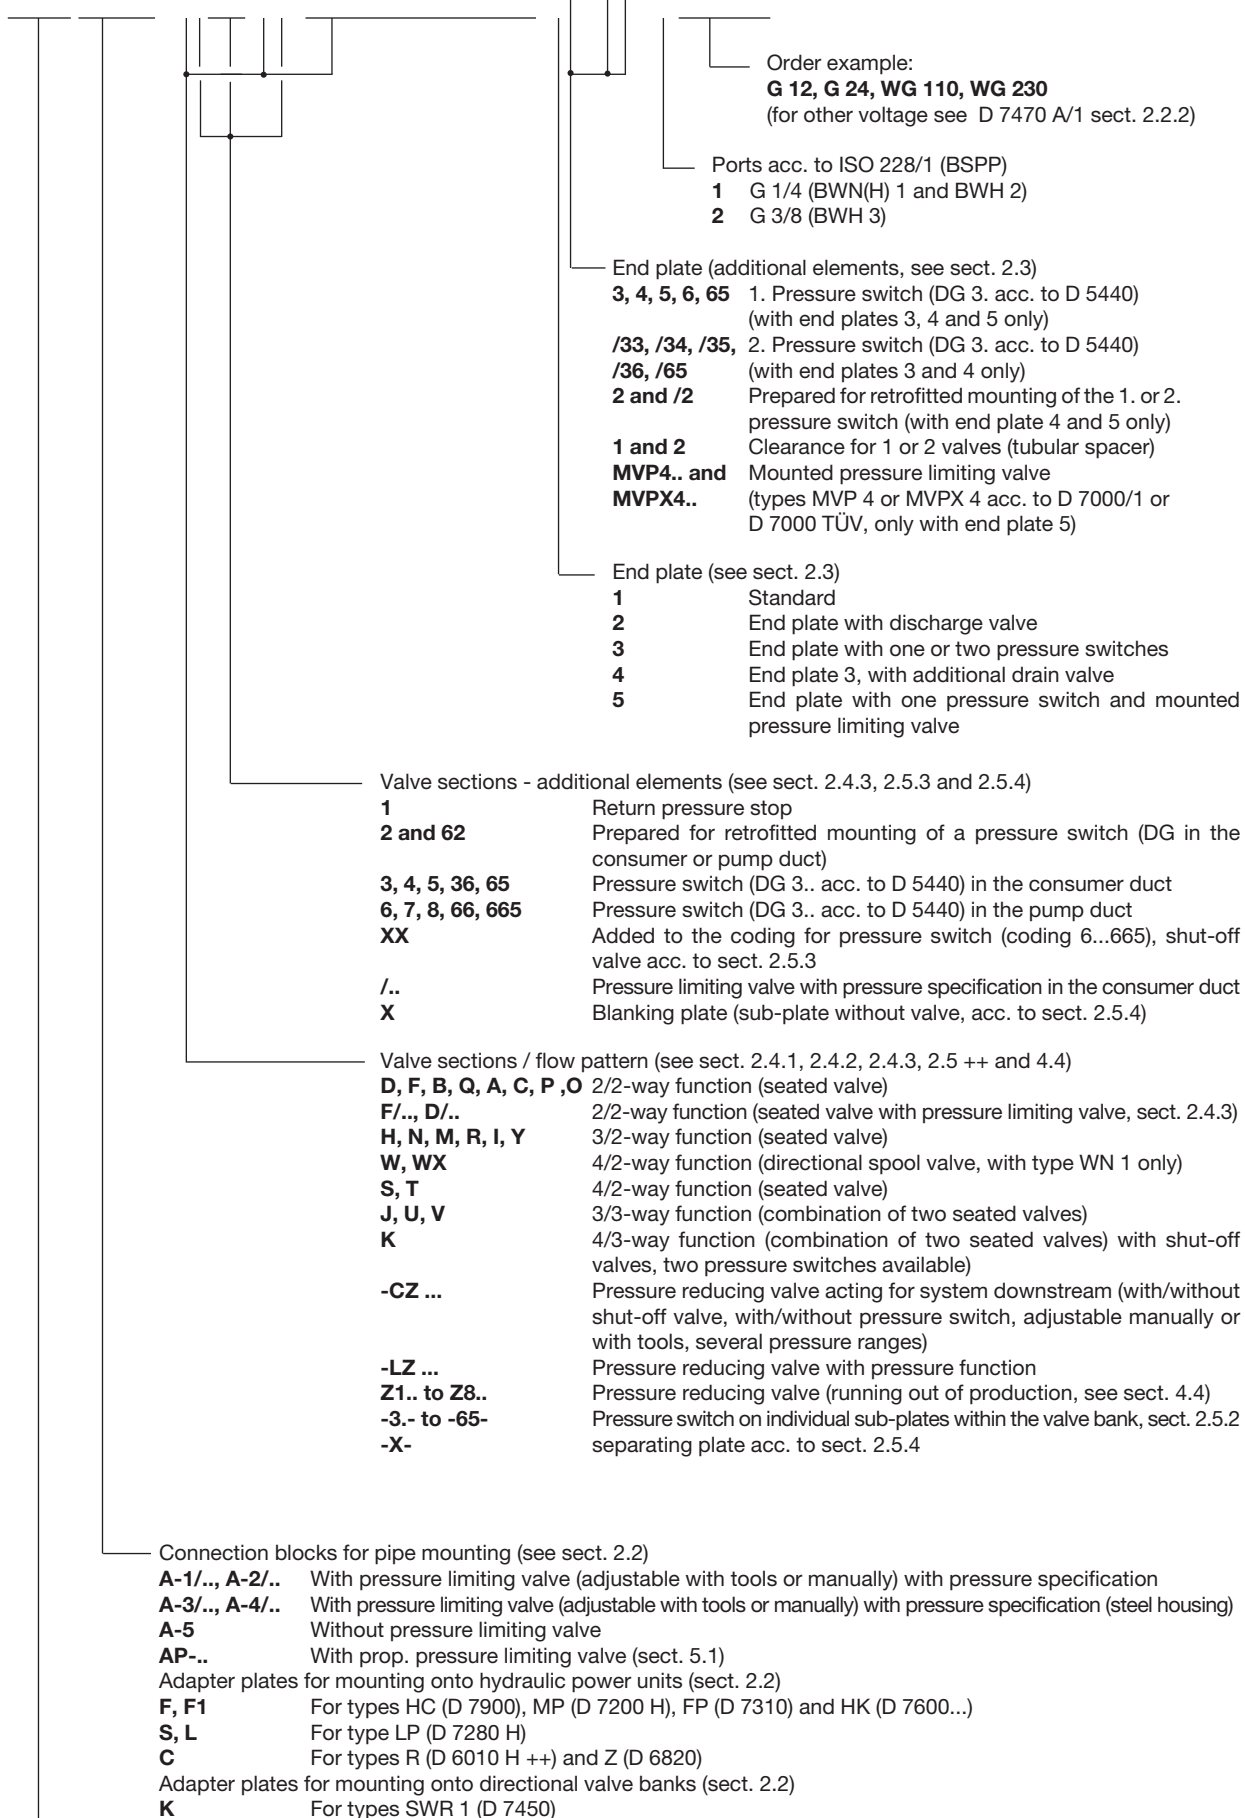 Order example:
G 12, G 24, WG 110, WG 230
(for other voltage see D 7470 A/1 sect. 2.2.2)
Ports acc. to ISO 228/1 (BSPP)
1 G 1/4 (BWN(H) 1 and BWH 2)
2 G 3/8 (BWH 3)
End plate (additional elements, see sect. 2.3)
3, 4, 5, 6, 65 1. Pressure switch (DG 3. acc. to D 5440)
(with end plates 3, 4 and 5 only)
/33, /34, /35, 2. Pressure switch (DG 3. acc. to D 5440)
/36, /65 (with end plates 3 and 4 only)
2 and /2 Prepared for retrofitted mounting of the 1. or 2.
pressure switch (with end plate 4 and 5 only)
1 and 2 Clearance for 1 or 2 valves (tubular spacer)
MVP4.. and Mounted pressure limiting valve
MVPX4.. (types MVP 4 or MVPX 4 acc. to D 7000/1 or
D 7000 TÜV, only with end plate 5)
End plate (see sect. 2.3)
1 Standard
2 End plate with discharge valve
3 End plate with one or two pressure switches
4 End plate 3, with additional drain valve
5 End plate with one pressure switch and mounted
pressure limiting valve
Valve sections - additional elements (see sect. 2.4.3, 2.5.3 and 2.5.4)
1 Return pressure stop
2 and 62 Prepared for retrofitted mounting of a pressure switch (DG in the
consumer or pump duct)
3, 4, 5, 36, 65 Pressure switch (DG 3.. acc. to D 5440) in the consumer duct
6, 7, 8, 66, 665 Pressure switch (DG 3.. acc. to D 5440) in the pump duct
XX Added to the coding for pressure switch (coding 6...665), shut-off
valve acc. to sect. 2.5.3
/.. Pressure limiting valve with pressure specification in the consumer duct
X Blanking plate (sub-plate without valve, acc. to sect. 2.5.4)
Valve sections / flow pattern (see sect. 2.4.1, 2.4.2, 2.4.3, 2.5 ++ and 4.4)
D, F, B, Q, A, C, P ,O 2/2-way function (seated valve)
F/.., D/.. 2/2-way function (seated valve with pressure limiting valve, sect. 2.4.3)
H, N, M, R, I, Y 3/2-way function (seated valve)
W, WX 4/2-way function (directional spool valve, with type WN 1 only)
S, T 4/2-way function (seated valve)
J, U, V 3/3-way function (combination of two seated valves)
K 4/3-way function (combination of two seated valves) with shut-off
valves, two pressure switches available)
-CZ ... Pressure reducing valve acting for system downstream (with/without
shut-off valve, with/without pressure switch, adjustable manually or
with tools, several pressure ranges)
-LZ ... Pressure reducing valve with pressure function
Z1.. to Z8.. Pressure reducing valve (running out of production, see sect. 4.4)
-3.- to -65- Pressure switch on individual sub-plates within the valve bank, sect. 2.5.2
-X- separating plate acc. to sect. 2.5.4
Connection blocks for pipe mounting (see sect. 2.2)
A-1/.., A-2/.. With pressure limiting valve (adjustable with tools or manually) with pressure specification
A-3/.., A-4/.. With pressure limiting valve (adjustable with tools or manually) with pressure specification (steel housing)
A-5 Without pressure limiting valve
AP-.. With prop. pressure limiting valve (sect. 5.1)
Adapter plates for mounting onto hydraulic power units (sect. 2.2)
F, F1 For types HC (D 7900), MP (D 7200 H), FP (D 7310) and HK (D 7600...)
S, L For type LP (D 7280 H)
C For types R (D 6010 H ++) and Z (D 6820)
Adapter plates for mounting onto directional valve banks (sect. 2.2)
K For types SWR 1 (D 7450)